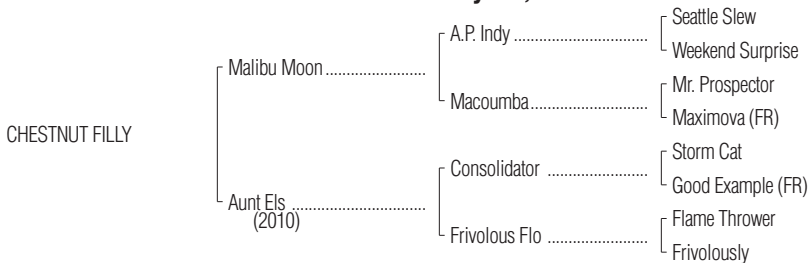 Seattle Slew
A.P. Indy ................................
Weekend Surprise
Malibu Moon ........................
Mr. Prospector
Macoumba............................
Maximova (FR)
CHESTNUT FILLY
Storm Cat
Consolidator ........................
Good Example (FR)
Aunt Els ................................
(2010)
Flame Thrower
Frivolous Flo ........................
Frivolously